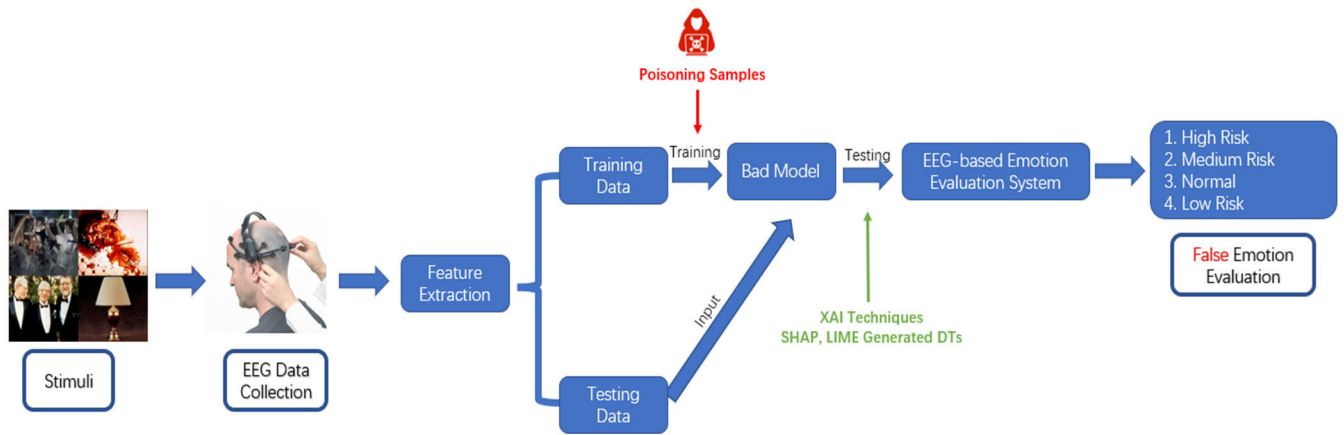 Poisoning Samples
Training
Data
Training
Bad Model
Testing
EEG-based Emotion
Evaluation System
1. High Risk
2. Medium Risk
3. Normal
4. Low Risk
False Emotion
Evaluation
Feature
Extraction
Stimuli
EEG Data
Collection
Input
XAI Techniques
SHAP, LIME Generated DTs
Testing
Data